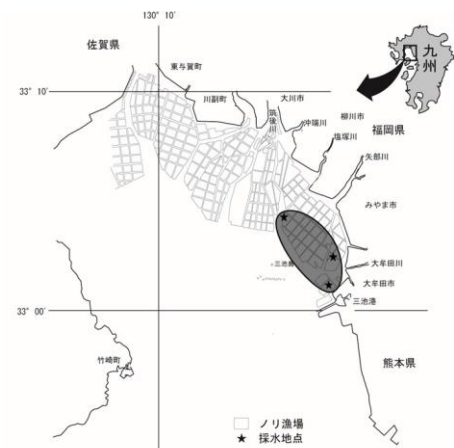 130° 10'
佐賀県
九州
東与賀町
33° 10'
川副町
大川市
筑後川
沖端川
柳川市
福岡県
塩塚川
矢部川
みやま市
大牟田川
大牟田市
三池港
33° 00'
竹崎町
熊本県
ノリ漁場
★ 採水地点